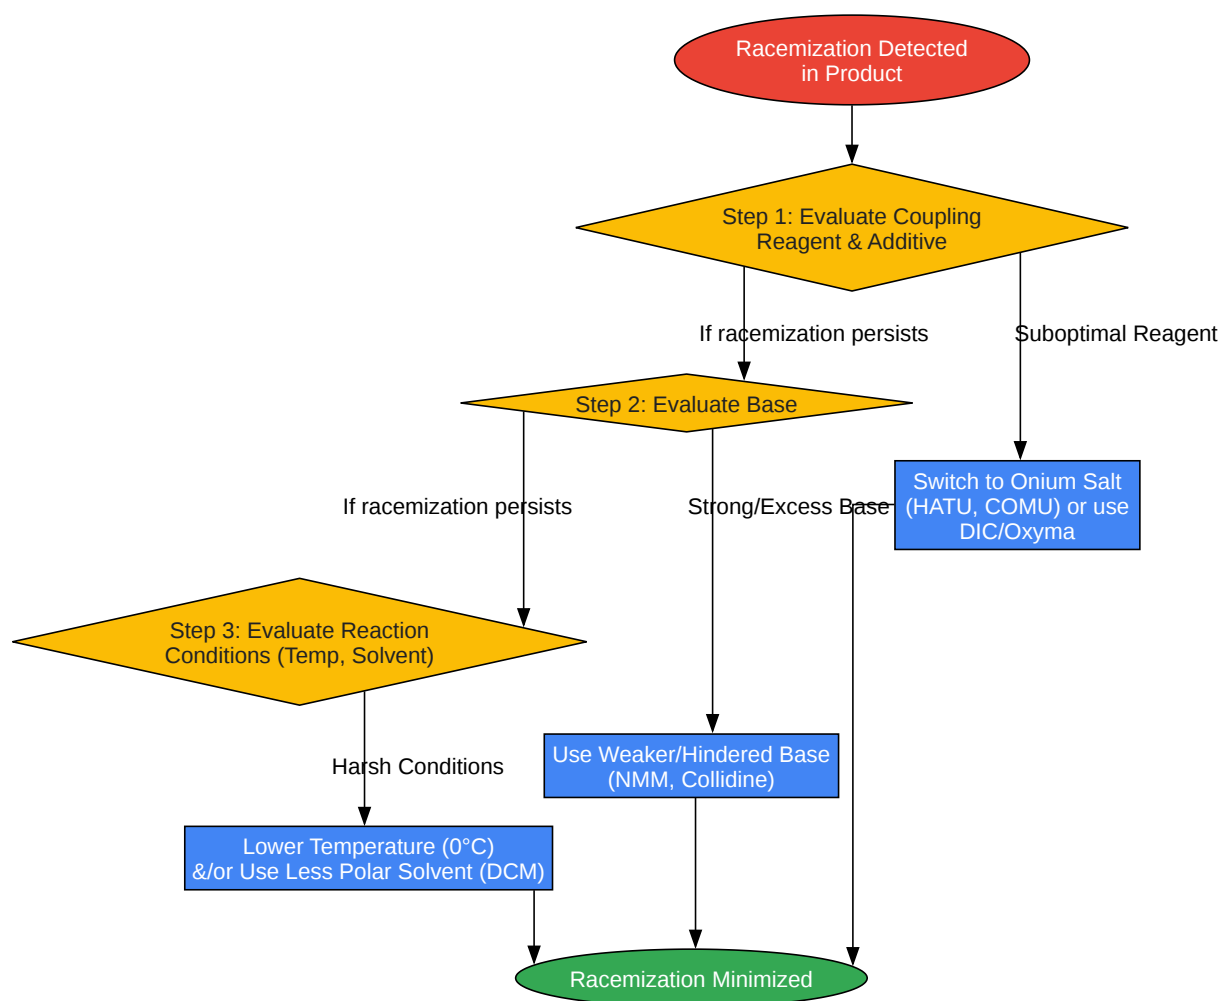 Racemization Detected
in Product
Step 1: Evaluate Coupling
Reagent & Additive
If racemization persists
Suboptimal Reagent
Step 2: Evaluate Base
If racemization persists
Strong/Excess Base
Switch to Onium Salt
(HATU, COMU) or use
DIC/Oxyma
Step 3: Evaluate Reaction
Conditions (Temp, Solvent)
Harsh Conditions
Use Weaker/Hindered Base
(NMM, Collidine)
Lower Temperature (0°C)
&/or Use Less Polar Solvent (DCM)
Racemization Minimized